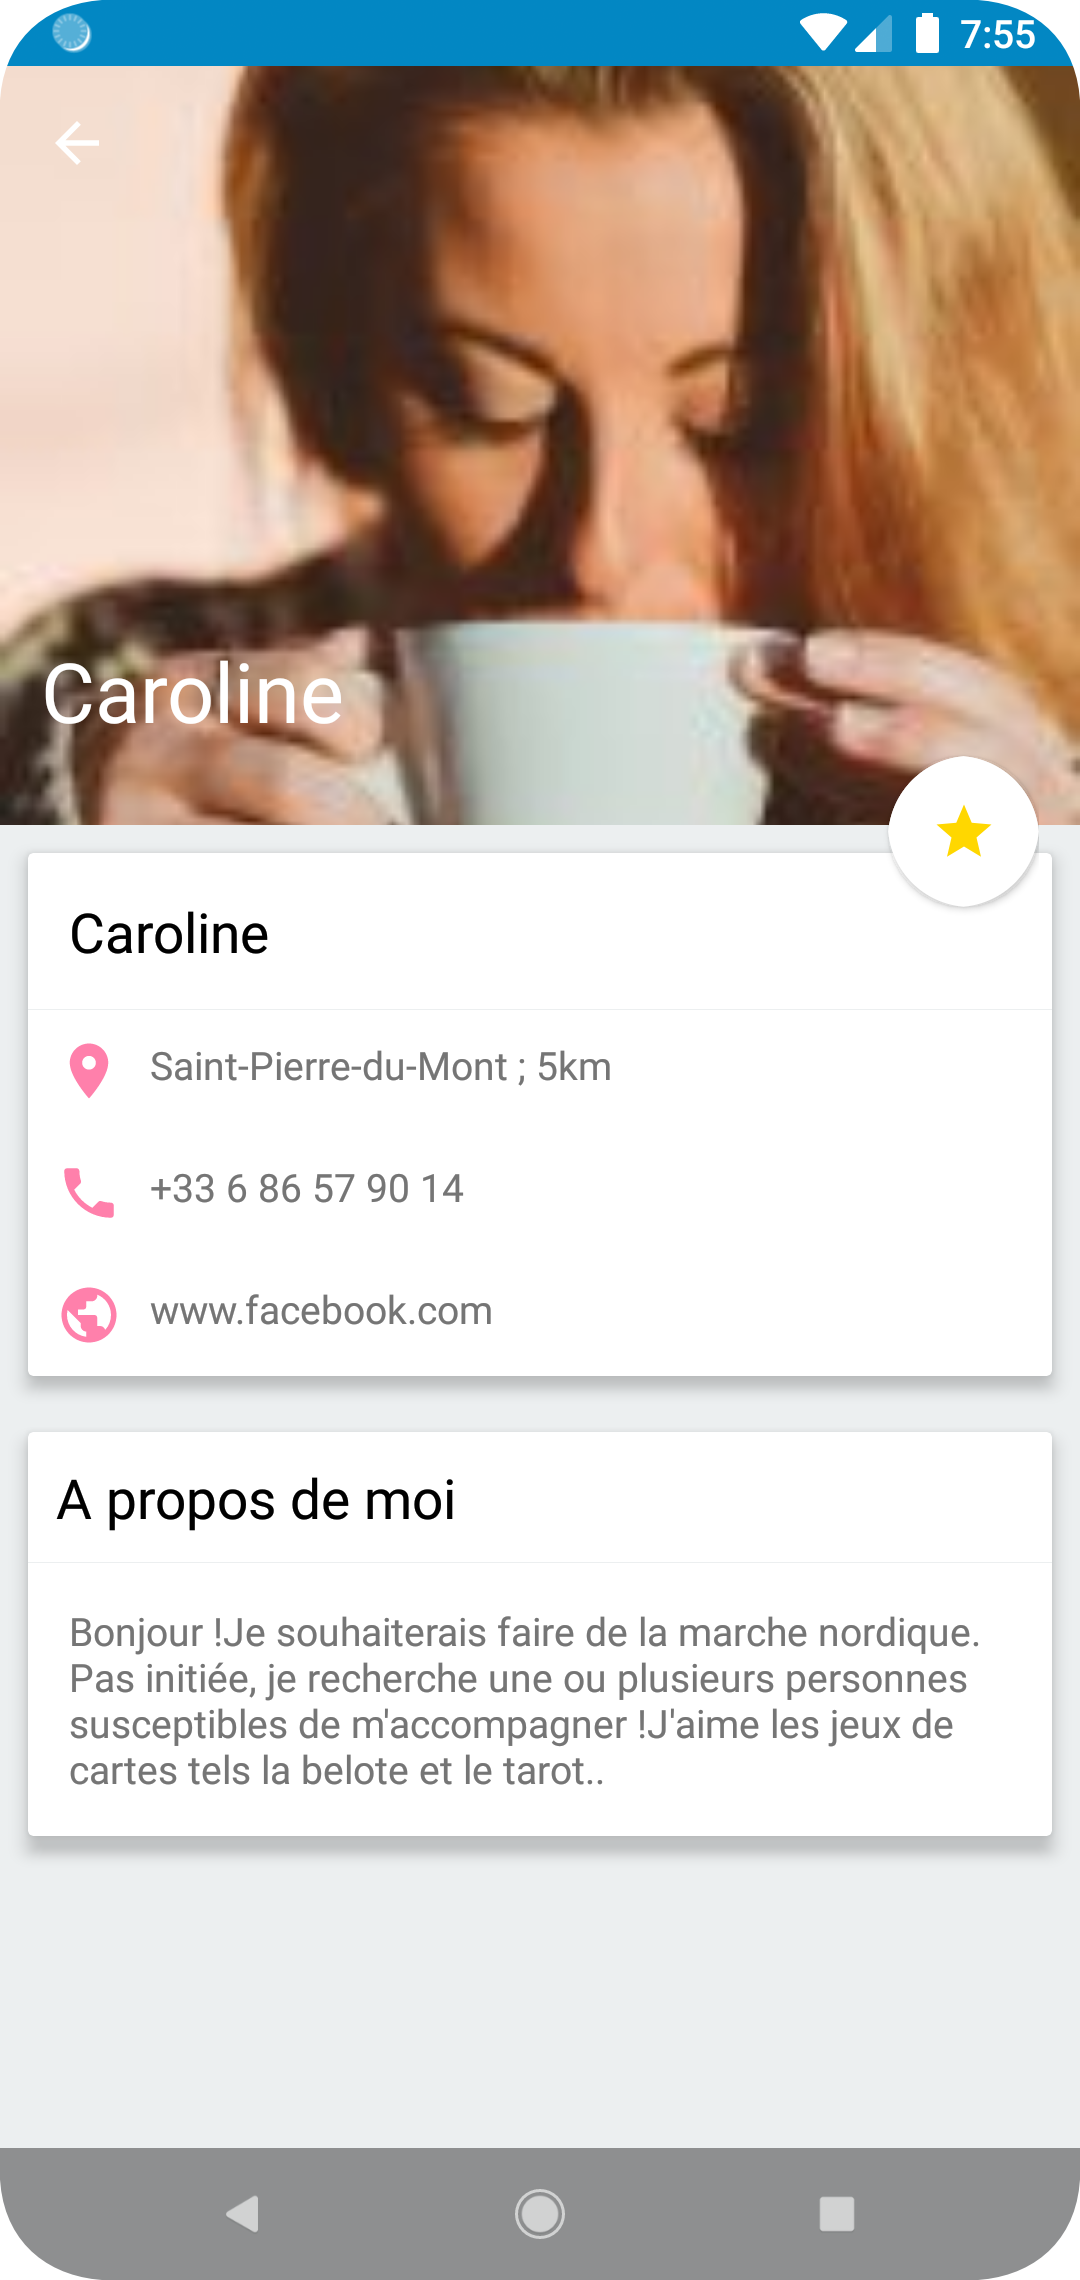 7:55
Caroline
Caroline
Saint-Pierre-du-Mont ; 5km
+33 6 86 57 90 14
www.facebook.com
A propos de moi
Bonjour !Je souhaiterais faire de la marche nordique.
Pas initiée, je recherche une ou plusieurs personnes
susceptibles de m'accompagner !J'aime les jeux de
cartes tels la belote et le tarot..